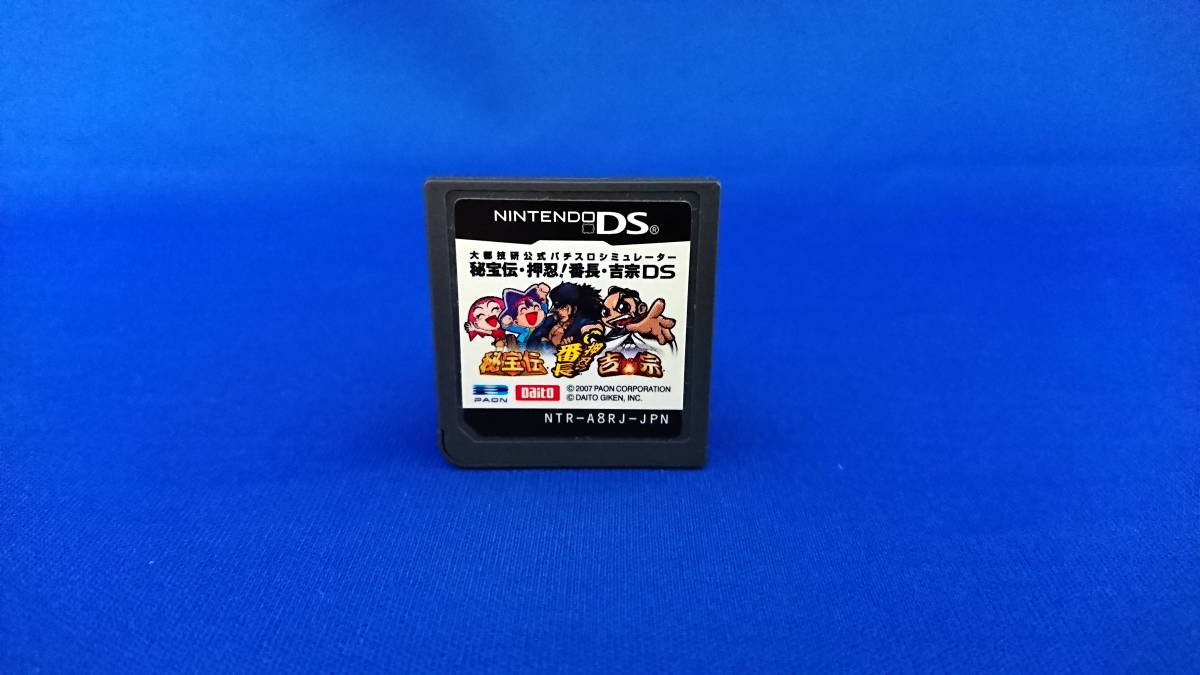 NINTENDO DS®
大都技研公式パチスロシミュレーター
秘宝伝・押忍!番長・吉宗DS
秘宝伝 押忍番長 吉宗
PAON Daito © 2007 PAON CORPORATION
© DAITO GIKEN, INC.
NTR-A8RJ-JPN